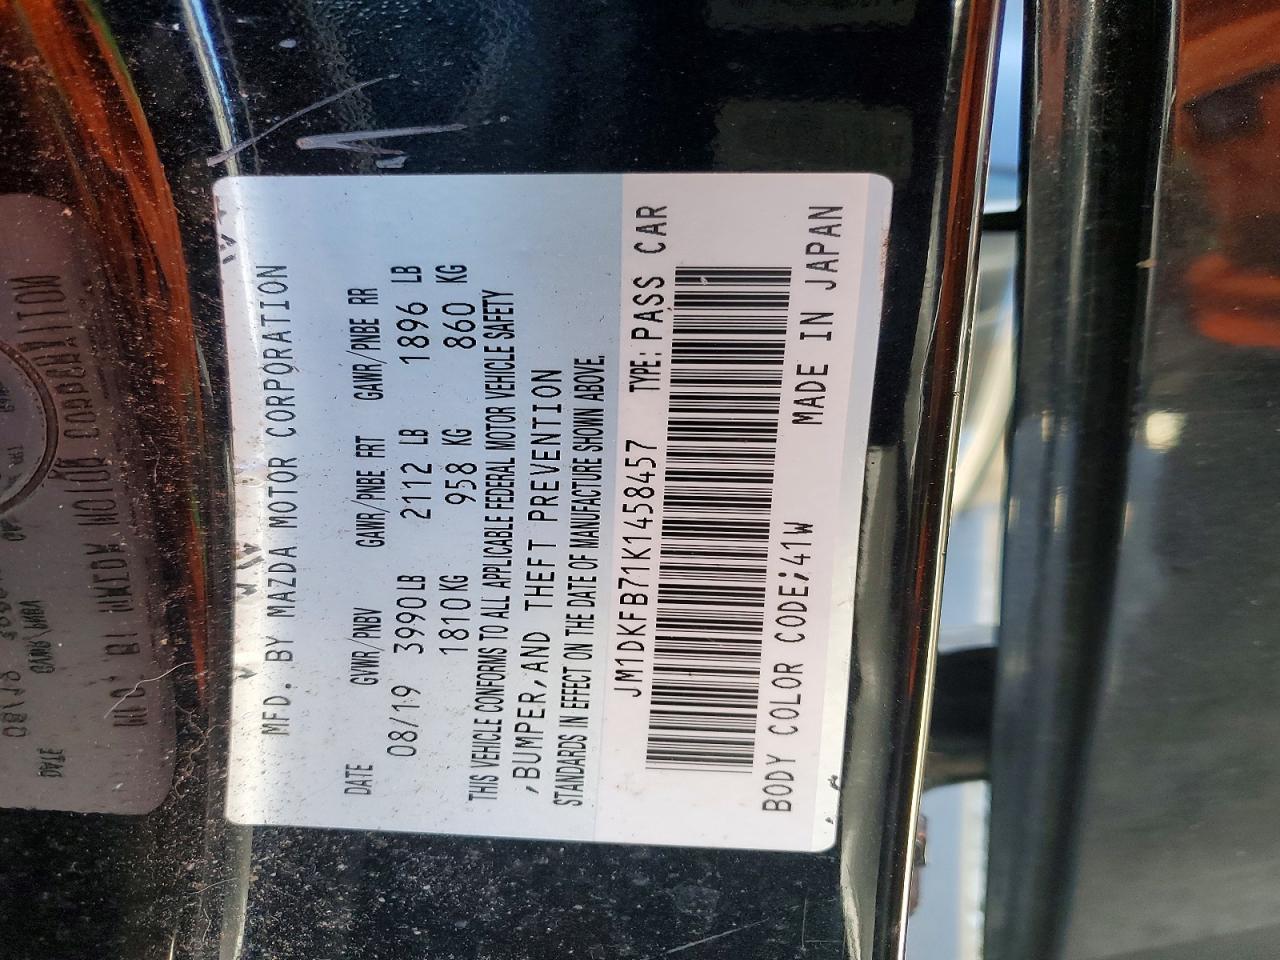 MFD. BY MAZDA MOTOR CORPORATION
DATE GVWR/PNBV GAWR/PNBE FRT GAWR/PNBE RR
08/19 3990LB 2112 LB 1896 LB
1810KG 958 KG 860 KG
THIS VEHICLE CONFORMS TO ALL APPLICABLE FEDERAL MOTOR VEHICLE SAFETY
,BUMPER,AND THEFT PREVENTION
STANDARDS IN EFFECT ON THE DATE OF MANUFACTURE SHOWN ABOVE.
JM1DKFB71K1458457 TYPE:PASS CAR
BODY COLOR CODE;41W MADE IN JAPAN